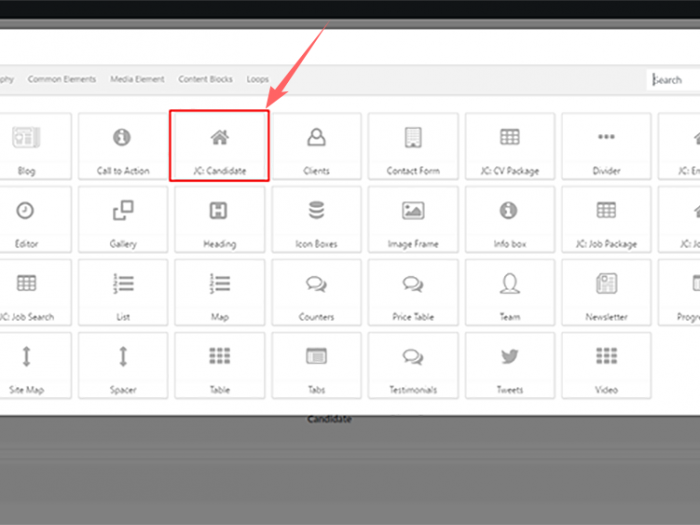 phy Common Elements Media Element Content Blocks Loops Search
Blog Call to Action JC: Candidate Clients Contact Form JC: CV Package Divider JC: Em
Editor Gallery Heading Icon Boxes Image Frame Info box JC: Job Package JC: Jo
JC: Job Search List Map Counters Price Table Team Newsletter Progr
Site Map Spacer Table Tabs Testimonials Tweets Video
Candidate